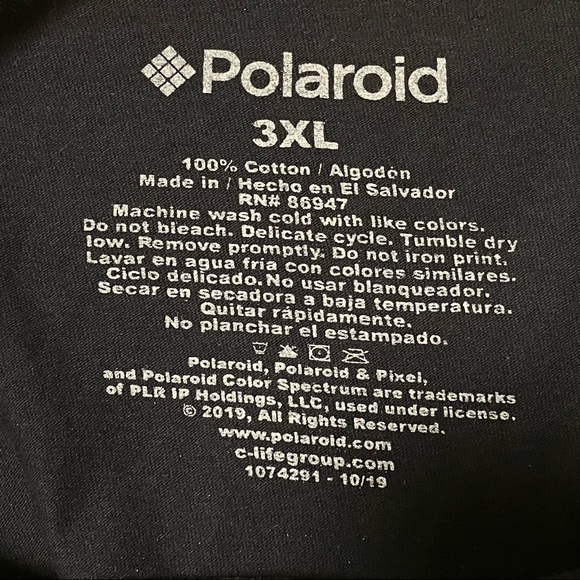 Polaroid
3XL
100% Cotton / Algodón
Made in / Hecho en El Salvador
RN# 86947
Machine wash cold with like colors.
Do not bleach. Delicate cycle. Tumble dry
low. Remove promptly. Do not iron print.
Lavar en agua fría con colores similares.
Ciclo delicado. No usar blanqueador.
Secar en secadora a baja temperatura.
Quitar rápidamente.
No planchar el estampado.
Polaroid, Polaroid & Pixel,
and Polaroid Color Spectrum are trademarks
of PLR IP Holdings, LLC, used under license.
© 2019, All Rights Reserved.
www.polaroid.com
c-lifegroup.com
1074291 - 10/19